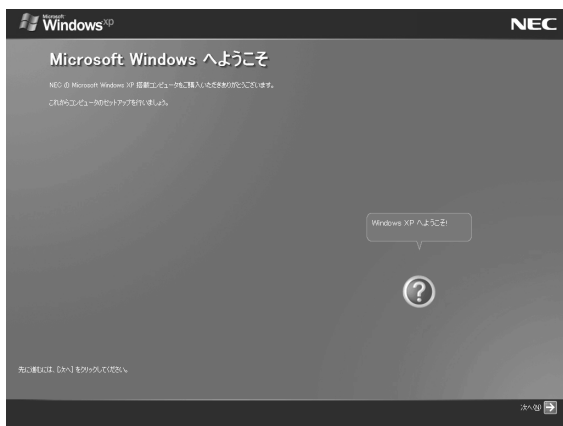 Microsoft
Windows xp
NEC
Microsoft Windows へようこそ
NEC の Microsoft Windows XP 搭載コンピュータをご購入いただきありがとうございます。
これからコンピュータのセットアップを行いましょう。
Windows XP へようこそ!
先に進むには、[次へ] をクリックしてください。
次へ(N)